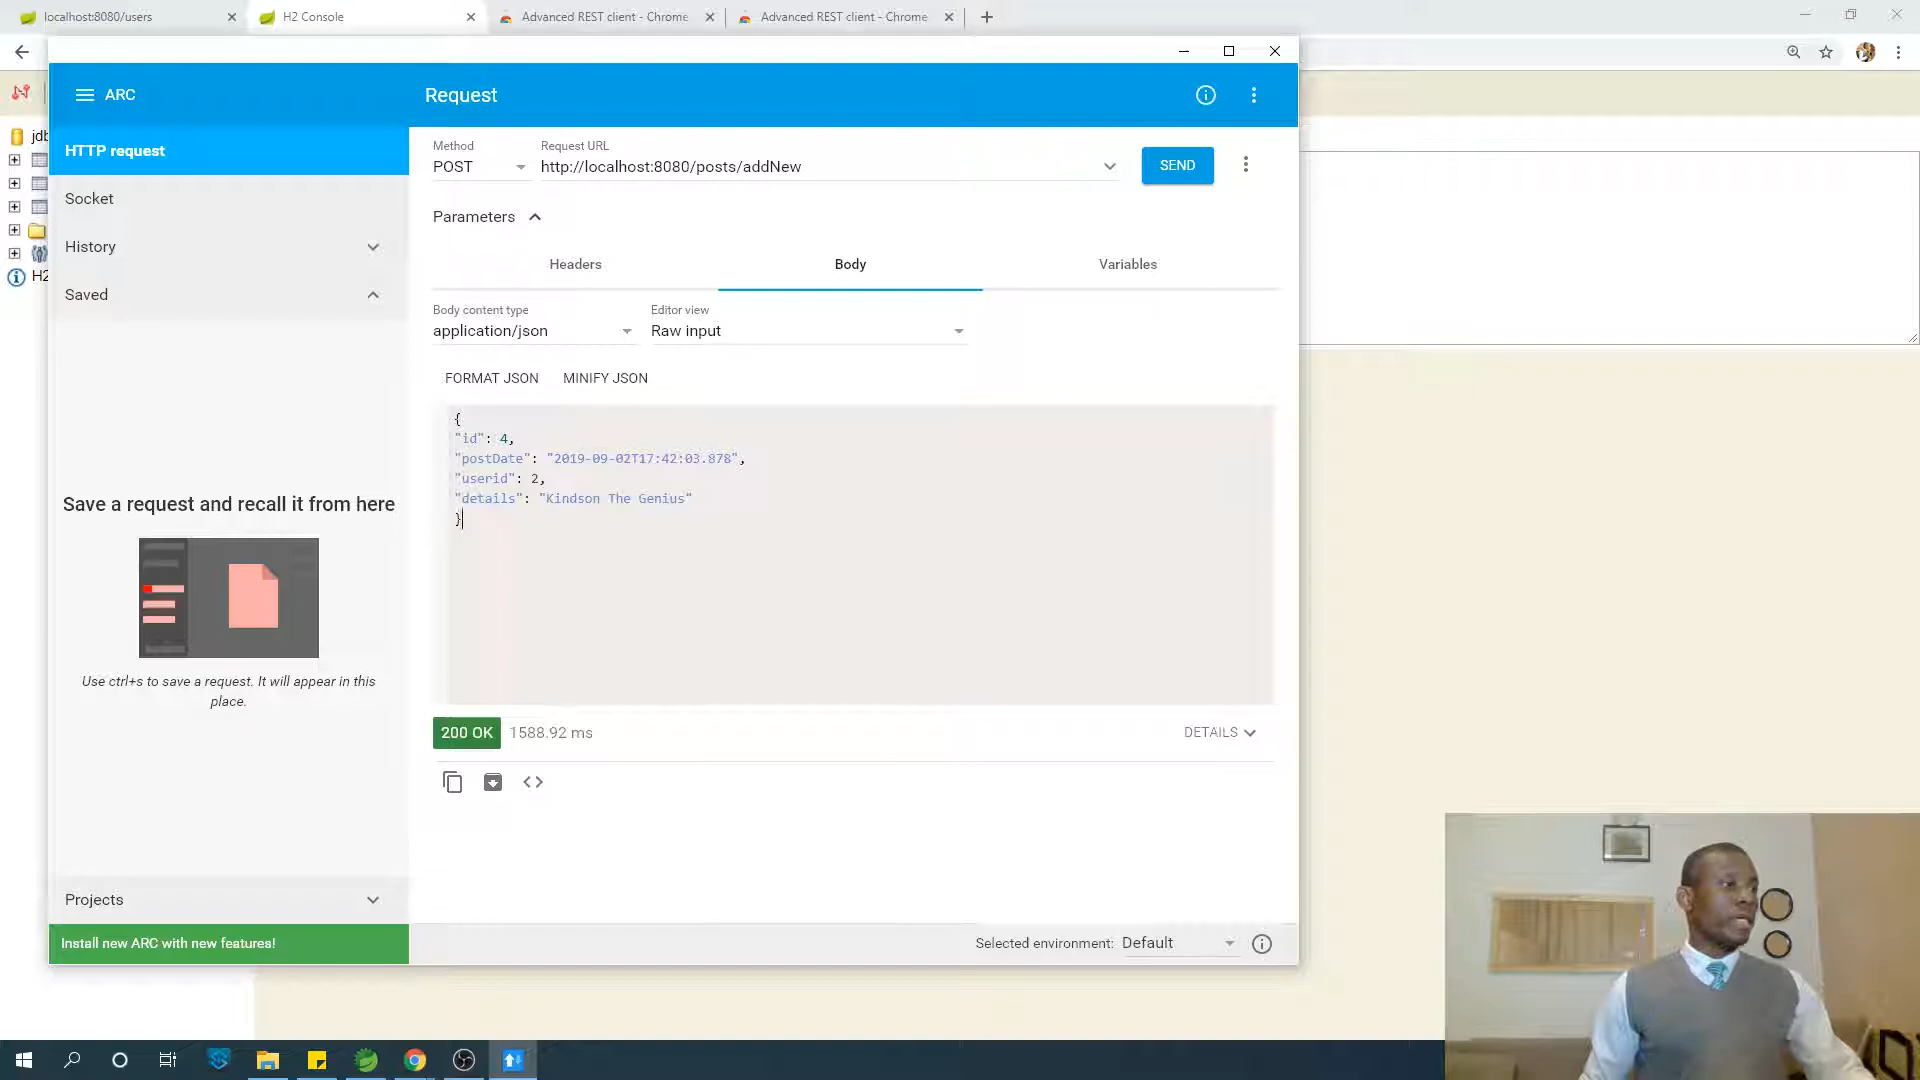 localhost:8080/users
H2 Console
Advanced REST client - Chrome
Advanced REST client - Chrome
ARC
Request
HTTP request
Socket
History
Saved
Save a request and recall it from here
Use ctrl+s to save a request. It will appear in this
place.
Projects
Install new ARC with new features!
Method
POST
Request URL
http://localhost:8080/posts/addNew
SEND
Parameters
Headers
Body
Variables
Body content type
application/json
Editor view
Raw input
FORMAT JSON
MINIFY JSON
{
"id": 4,
"postDate": "2019-09-02T17:42:03.878",
"userid": 2,
"details": "Kindson The Genius"
}
200 OK
1588.92 ms
DETAILS
Selected environment:
Default
jdb
H2